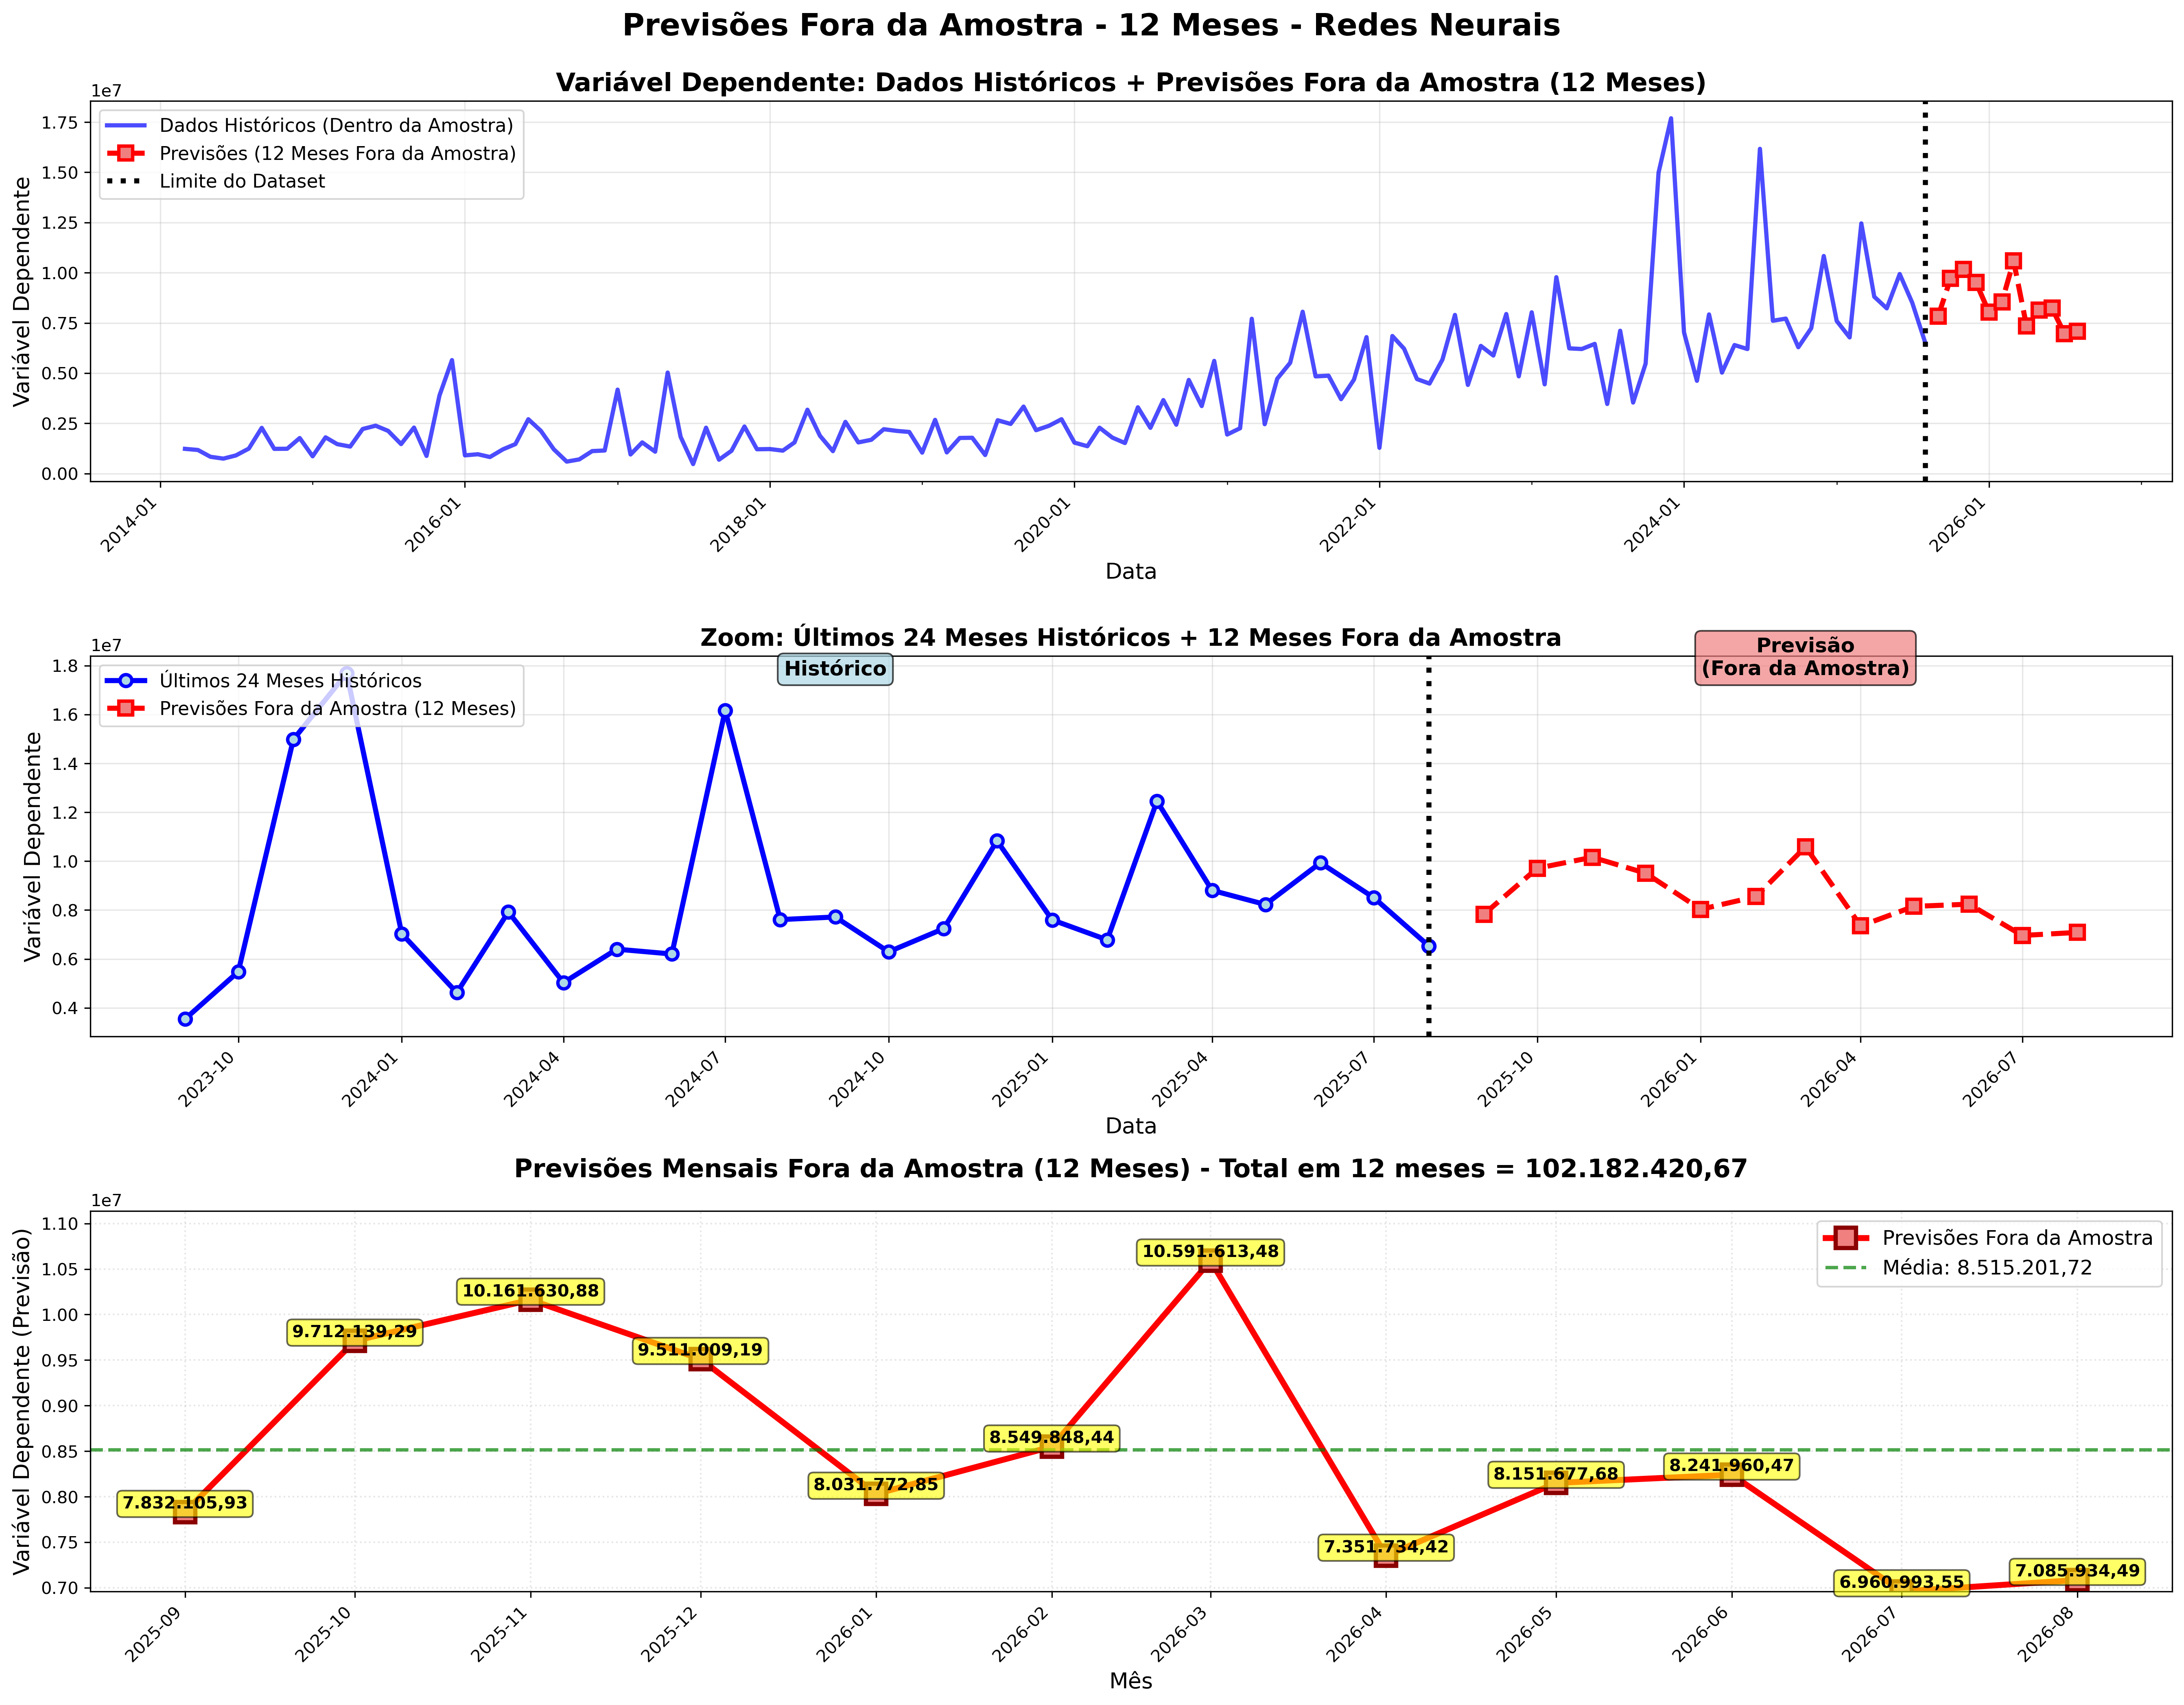 Previsões Fora da Amostra - 12 Meses - Redes Neurais
Variável Dependente: Dados Históricos + Previsões Fora da Amostra (12 Meses)
1e7
Dados Históricos (Dentro da Amostra)
Previsões (12 Meses Fora da Amostra)
Limite do Dataset
Variável Dependente
1.75
1.50
1.25
1.00
0.75
0.50
0.25
0.00
2014-01
2016-01
2018-01
2020-01
2022-01
2024-01
2026-01
Data
Zoom: Últimos 24 Meses Históricos + 12 Meses Fora da Amostra
1e7
Últimos 24 Meses Históricos
Previsões Fora da Amostra (12 Meses)
Histórico
Previsão
(Fora da Amostra)
Variável Dependente
1.8
1.6
1.4
1.2
1.0
0.8
0.6
0.4
2023-10
2024-01
2024-04
2024-07
2024-10
2025-01
2025-04
2025-07
2025-10
2026-01
2026-04
2026-07
Data
Previsões Mensais Fora da Amostra (12 Meses) - Total em 12 meses = 102.182.420,67
1e7
Previsões Fora da Amostra
Média: 8.515.201,72
Variável Dependente (Previsão)
1.10
1.05
1.00
0.95
0.90
0.85
0.80
0.75
0.70
7.832.105,93
9.712.139,29
10.161.630,88
9.511.009,19
8.031.772,85
8.549.848,44
10.591.613,48
7.351.734,42
8.151.677,68
8.241.960,47
6.960.993,55
7.085.934,49
2025-09
2025-10
2025-11
2025-12
2026-01
2026-02
2026-03
2026-04
2026-05
2026-06
2026-07
2026-08
Mês